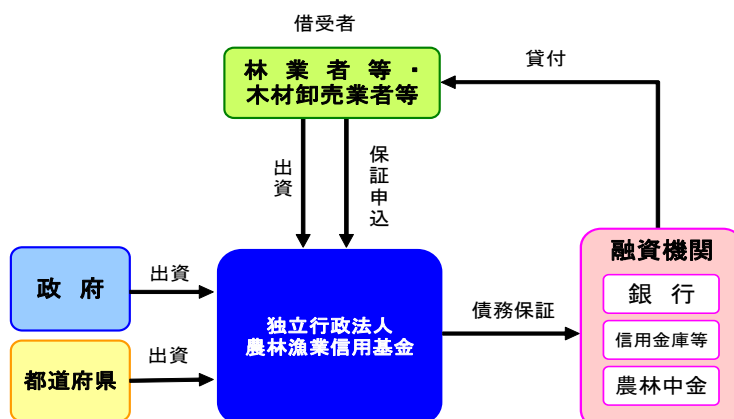 借受者
林業者等・
木材卸売業者等
貸付
出資
保証申込
融資機関
銀行
信用金庫等
農林中金
政府
出資
独立行政法人
農林漁業信用基金
債務保証
都道府県
出資